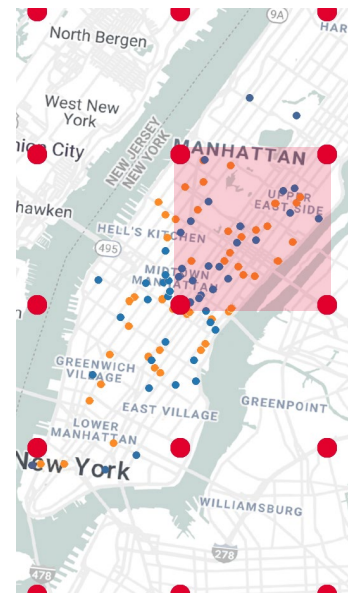 9A
HAR
North Bergen
West New
York
NEW JERSEY
NEW YORK
MANHATTAN
nion City
UPPER
EAST SIDE
hawken
HELL'S KITCHEN
495
MIDTOWN
MANHATTAN
n
GREENWICH
VILLAGE
EAST VILLAGE
GREENPOINT
LOWER
MANHATTAN
New York
WILLIAMSBURG
278
478